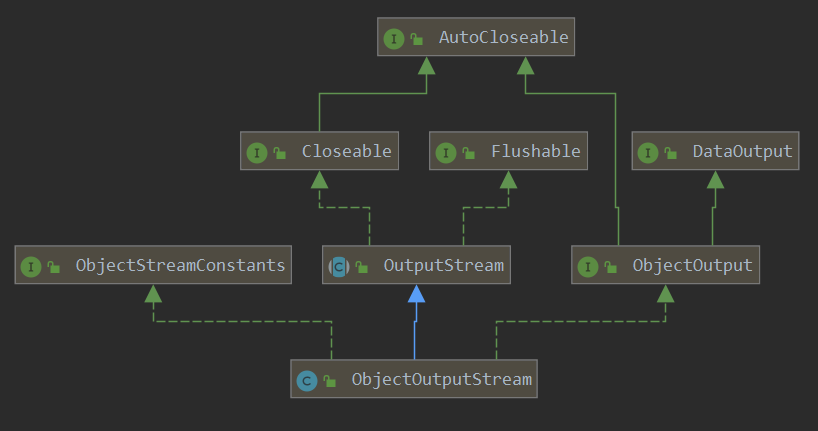 I AutoCloseable
I Closeable
I Flushable
I DataOutput
I ObjectStreamConstants
C OutputStream
I ObjectOutput
C ObjectOutputStream